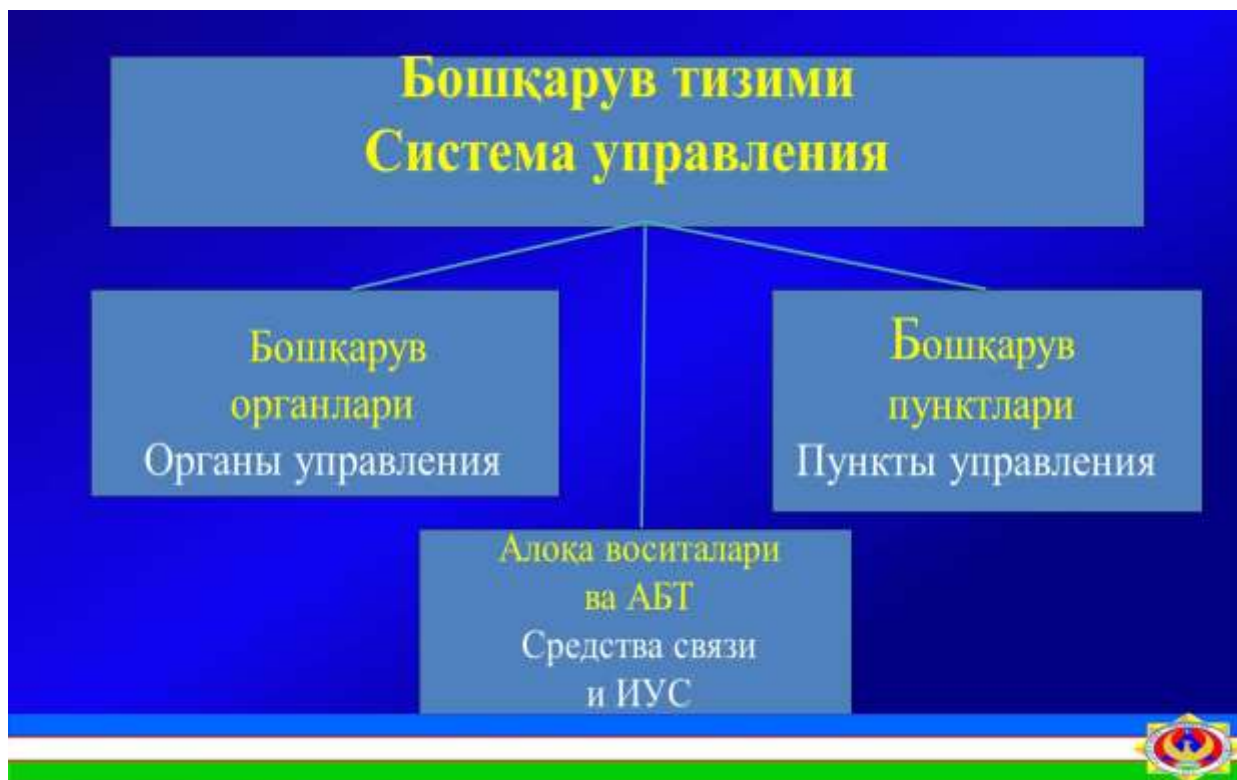 Бошқарув тизими
Система управления
Бошқарув
органлари
Органы управления
Бошқарув
пунктлари
Пункты управления
Алоқа воситалари
ва АБТ
Средства связи
и ИУС